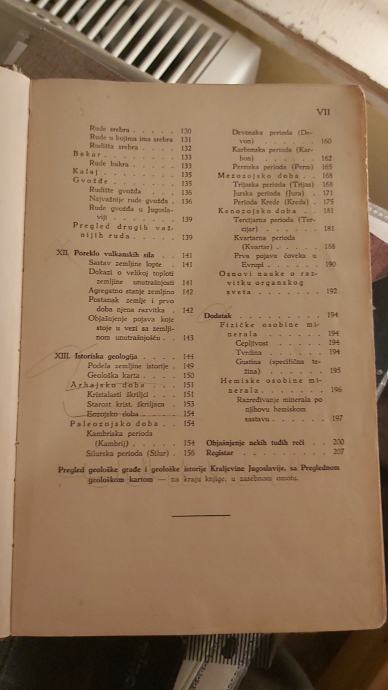 VII
Rude srebra . . . . . 130
Rude u kojima ima srebra 131
Rudišta srebra . . . . 132
Bakar . . . . . . . 133
Rude bakra . . . . . 133
Kalaj . . . . . . . 135
Gvožđe . . . . . . 135
Rudište gvožđa . . . 136
Najvažnije rude gvožđa . 136
Rude gvožđa u Jugosla-
viji . . . . . . . 139
Pregled drugih važ-
nijih ruda . . . . . 139
XII. Poreklo vulkanskih sila . . 141
Sastav zemljine lopte . . 141
Dokazi o velikoj toploti
zemljine unutrašnjosti 141
Agregatno stanje zemljino 142
Postanak zemlje i prvo
doba njena razvitka . . 142
Objašnjenje pojava koje
stoje u vezi sa zemlji-
nom unutrašnjošću . . 143
XIII. Istoriska geologija . . . . 144
Podela zemljine istorije . 149
Geološka karta . . . . 150
Arhajsko doba . . . . 151
Kristalasti škriljci . . . 151
Starost krist. škriljaca . 153
Eozojsko doba . . . . 154
Paleozojsko doba . . 154
Kambriska perioda
(Kambrij) . . . . . 154
Silurska perioda (Silur) . 156
Devonska perioda (De-
von) . . . . . . . 160
Karbonska perioda (Kar-
bon) . . . . . . . 162
Permska perioda (Perm) . 165
Mezozojsko doba . . 168
Trijaska perioda (Trijas) 168
Jurska perioda (Jura) . . 171
Perioda Krede (Kreda) . 175
Kenozojsko doba . . . 181
Tercijarna perioda (Ter-
cijar) . . . . . . . 181
Kvartarna perioda
(Kvartar) . . . . . 188
Prva pojava čoveka u
Evropi . . . . . . 190
Osnovi nauke o raz-
vitku organskog
sveta . . . . . . . 192
Dodatak . . . . . . . . 194
Fizičke osobine mi-
nerala . . . . . . . 194
Cepljivost . . . . . . 194
Tvrdina . . . . . . . 194
Gustina (specifična te-
žina) . . . . . . . 195
Hemiske osobine mi-
nerala . . . . . . . 196
Razređivanje minerala po
njihovu hemiskom
sastavu . . . . . . 197
Objašnjenje nekih tuđih reči . . 200
Registar . . . . . . . . 207
Pregled geološke građe i geološke istorije Kraljevine Jugoslavije, sa Preglednom
geološkom kartom — na kraju knjige, u zasebnom omotu.